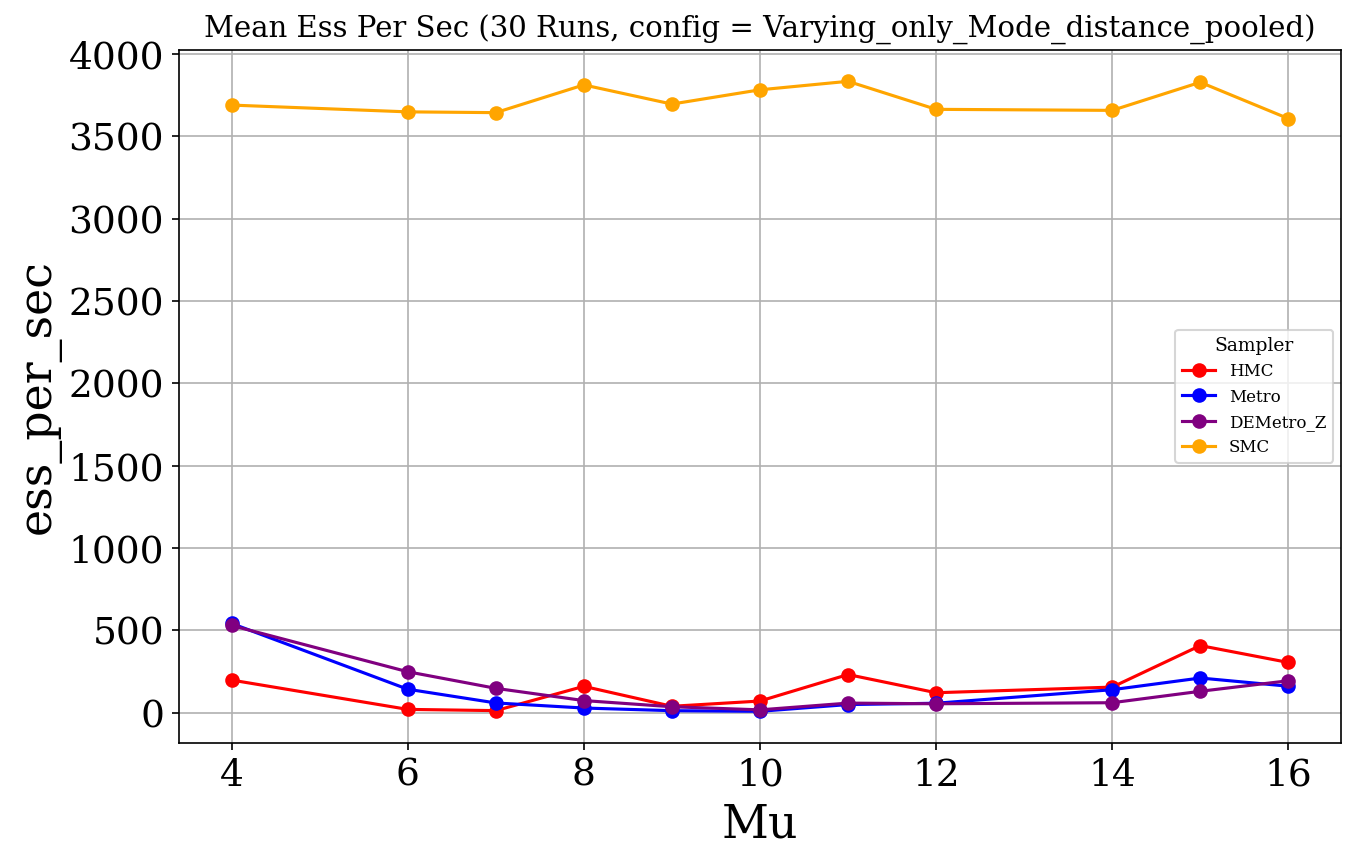 Mean Ess Per Sec (30 Runs, config = Varying_only_Mode_distance_pooled)
4000
3500
3000
2500
2000
1500
1000
500
0
ess_per_sec
Sampler
HMC
Metro
DEMetro_Z
SMC
4 6 8 10 12 14 16
Mu